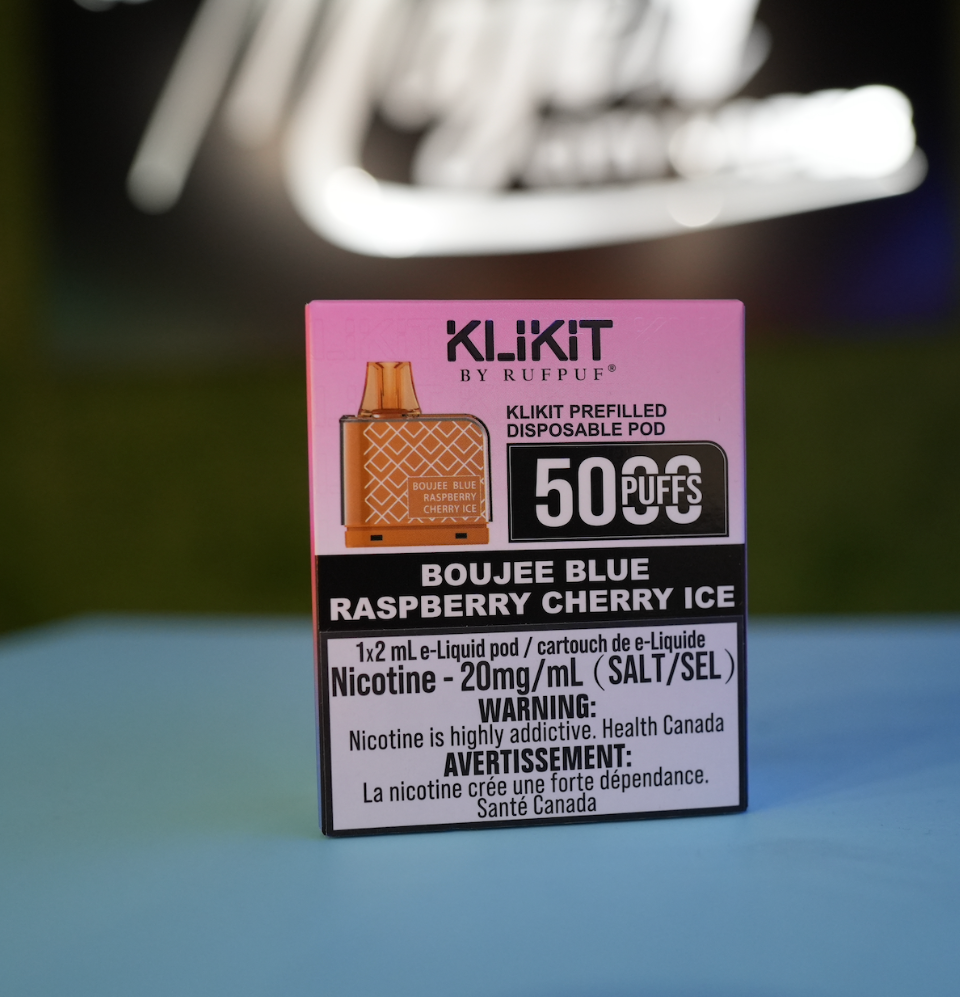 KLIKIT
BY RUFPUF®
KLIKIT PREFILLED
DISPOSABLE POD
5000
PUFFS
BOUJEE BLUE
RASPBERRY
CHERRY ICE
BOUJEE BLUE
RASPBERRY CHERRY ICE
1x2 mL e-Liquid pod / cartouch de e-Liquide
Nicotine - 20mg/mL (SALT/SEL)
WARNING:
Nicotine is highly addictive. Health Canada
AVERTISSEMENT:
La nicotine crée une forte dépendance.
Santé Canada